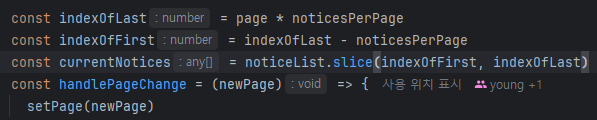 const indexOfLast : number = page * noticesPerPage
const indexOfFirst : number = indexOfLast - noticesPerPage
const currentNotices : any[] = noticeList.slice(indexOfFirst, indexOfLast)
const handlePageChange = (newPage) : void => { 사용 위치 표시 young +1
setPage(newPage)